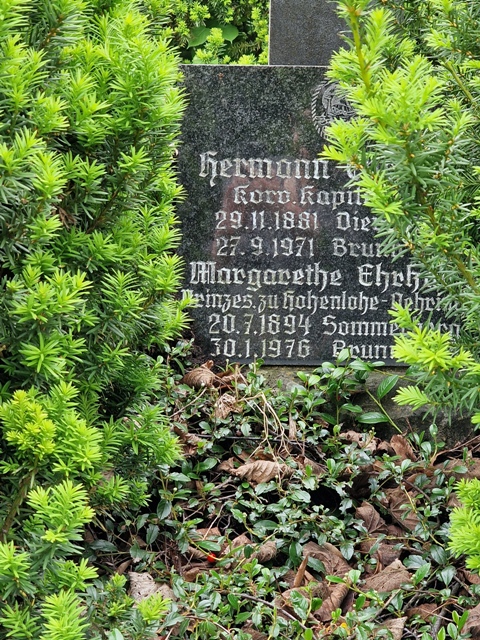 Hermann
Korv. Kapit
29.11.1881 Die
27.9.1971 Brun
Margarethe Ehrh
Prinzes. zu Hohenlohe-Oehri
20.7.1894 Sommer
30.1.1976 Brun